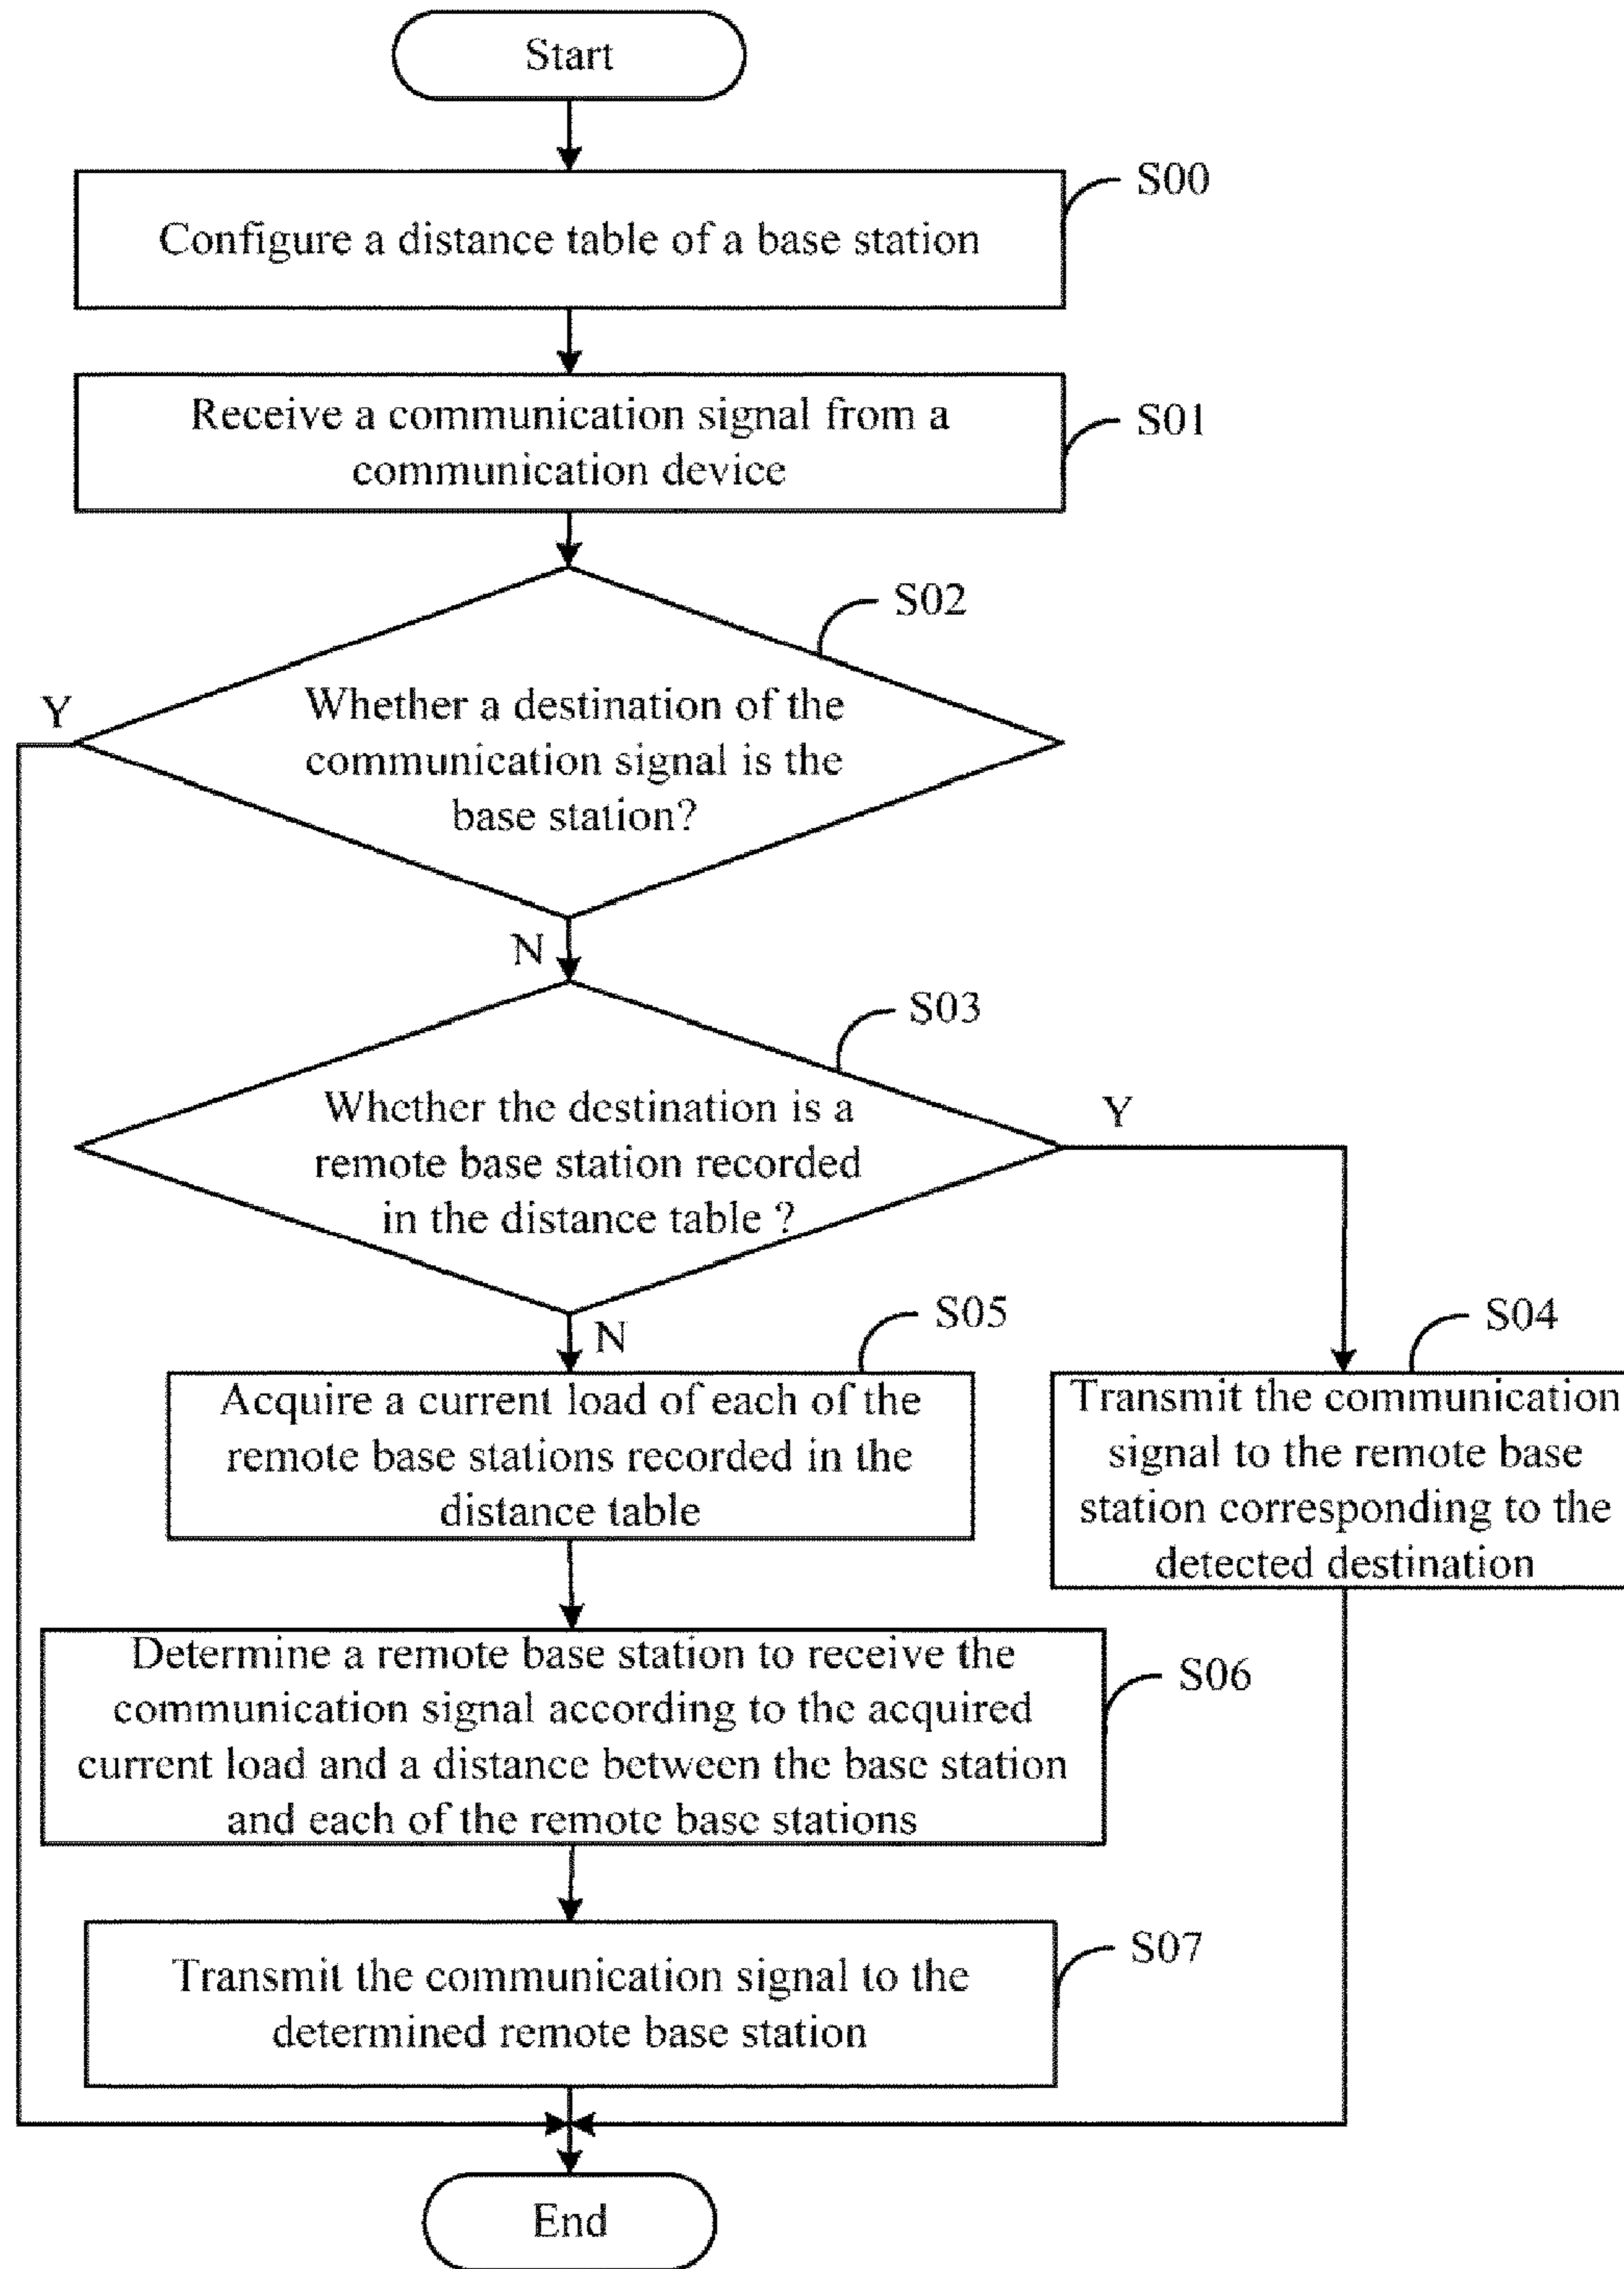 Start
S00
Configure a distance table of a base station
Receive a communication signal from a
communication device
S01
S02
Whether a destination of the
communication signal is the
base station?
Y
N
S03
Whether the destination is a
remote base station recorded
in the distance table ?
Y
N
S05
Acquire a current load of each of the
remote base stations recorded in the
distance table
S04
Transmit the communication
signal to the remote base
station corresponding to the
detected destination
Determine a remote base station to receive the
communication signal according to the acquired
current load and a distance between the base station
and each of the remote base stations
S06
Transmit the communication signal to the
determined remote base station
S07
End